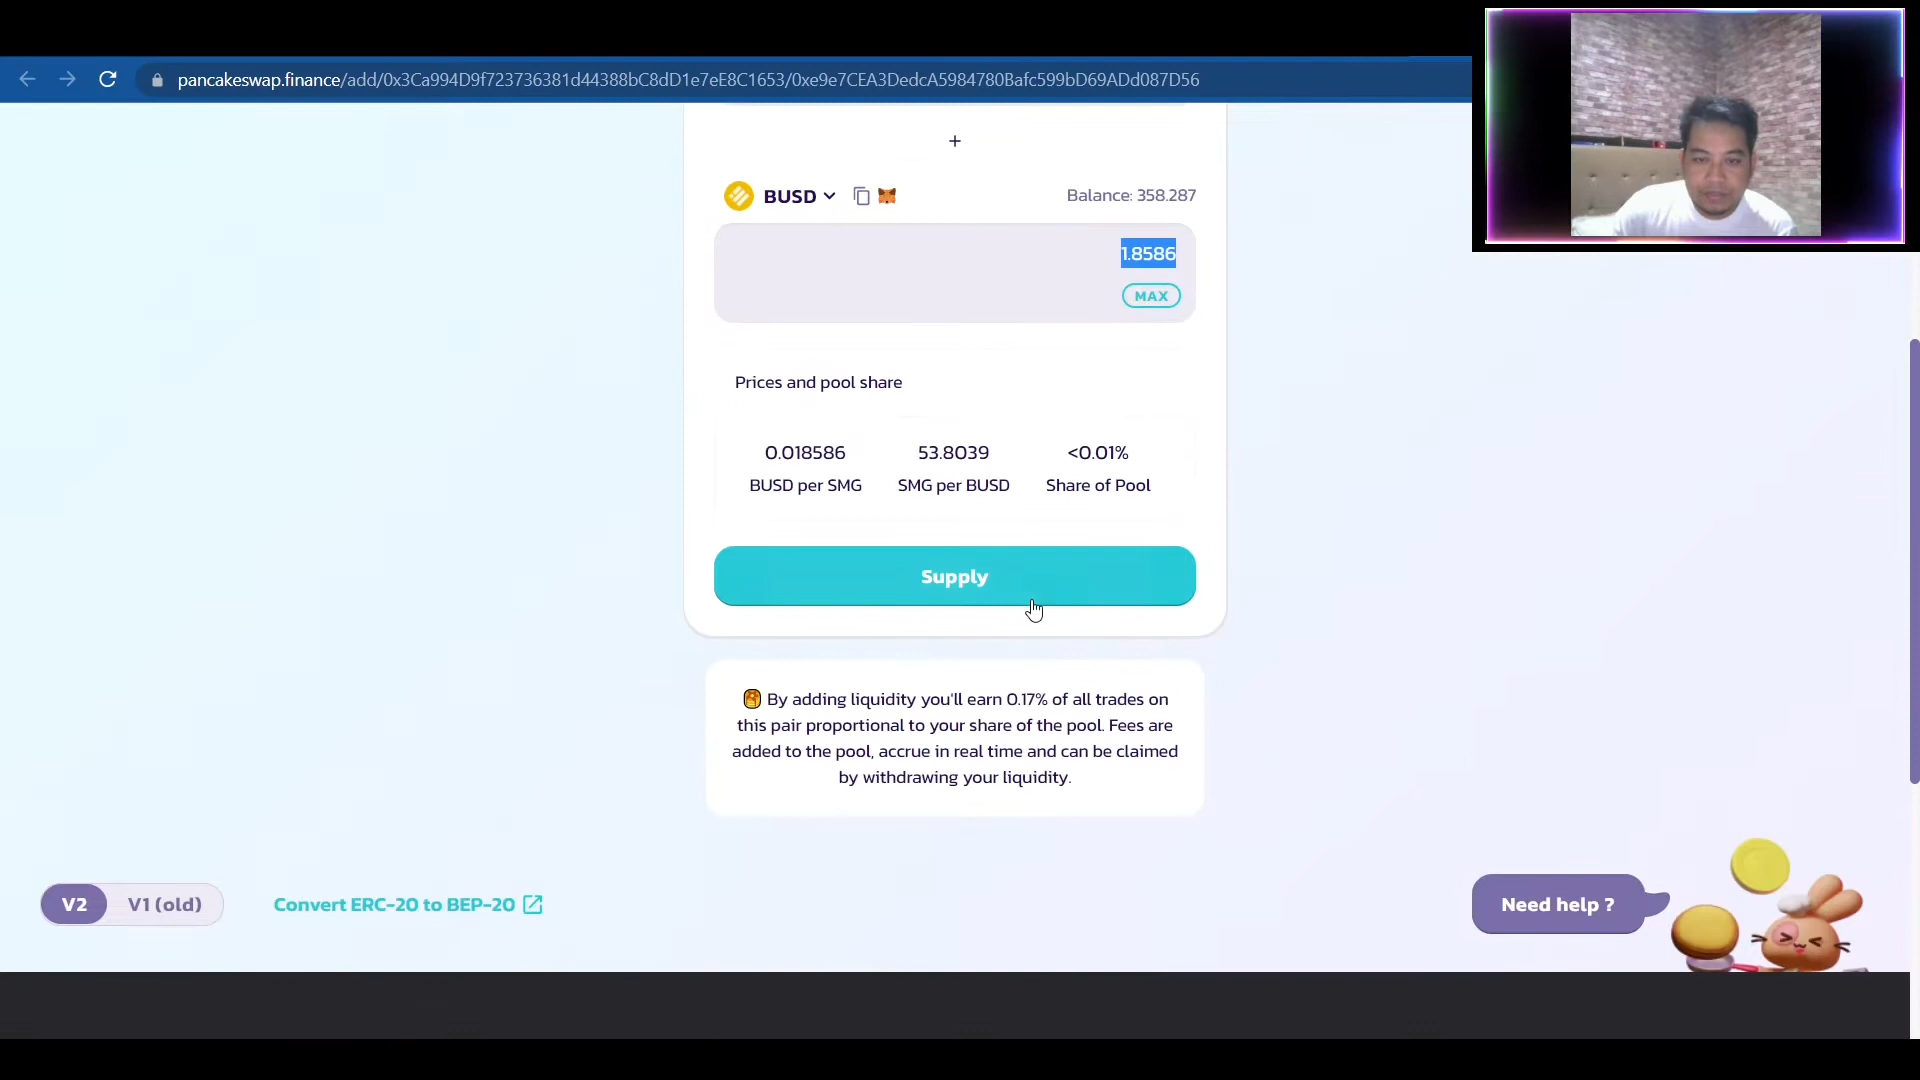 pancakeswap.finance/add/0x3Ca994D9f723736381d44388bC8dD1e7eE8C1653/0xe9e7CEA3DedcA5984780Bafc599bD69ADd087D56
+
BUSD
Balance: 358.287
1.8586
MAX
Prices and pool share
0.018586 53.8039 <0.01%
BUSD per SMG SMG per BUSD Share of Pool
Supply
By adding liquidity you'll earn 0.17% of all trades on
this pair proportional to your share of the pool. Fees are
added to the pool, accrue in real time and can be claimed
by withdrawing your liquidity.
V2 V1 (old) Convert ERC-20 to BEP-20
Need help ?